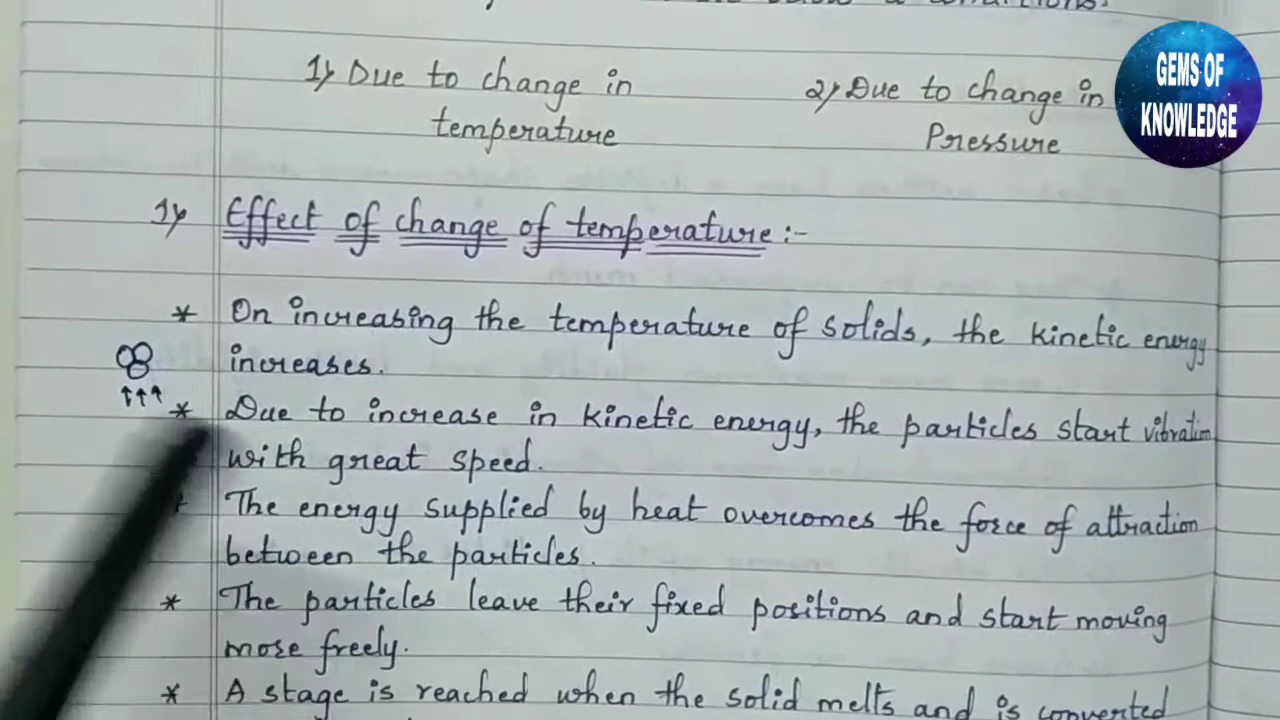 conditions.
1) Due to change in
temperature
2) Due to change in
Pressure
GEMS OF
KNOWLEDGE
1) Effect of change of temperature :-
* On increasing the temperature of solids, the kinetic energy
increases.
* Due to increase in kinetic energy, the particles start vibration
with great speed.
The energy supplied by heat overcomes the force of attraction
between the particles.
* The particles leave their fixed positions and start moving
more freely.
* A stage is reached when the solid melts and is converted